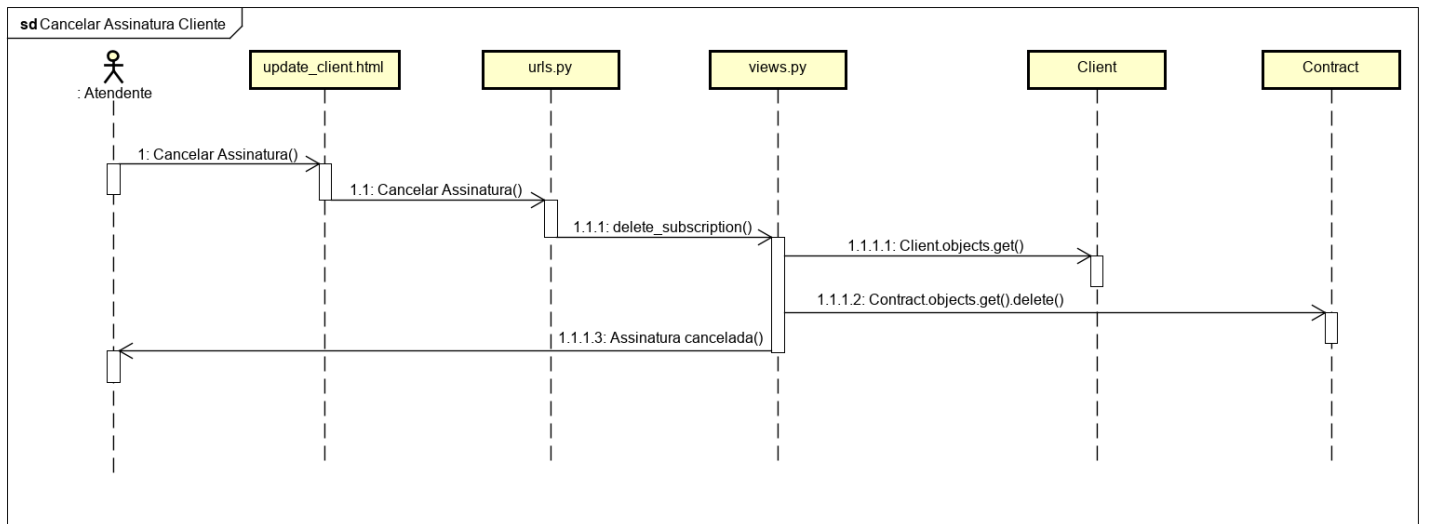 sd Cancelar Assinatura Cliente
: Atendente
update_client.html
urls.py
views.py
Client
Contract
1: Cancelar Assinatura()
1.1: Cancelar Assinatura()
1.1.1: delete_subscription()
1.1.1.1: Client.objects.get()
1.1.1.2: Contract.objects.get().delete()
1.1.1.3: Assinatura cancelada()